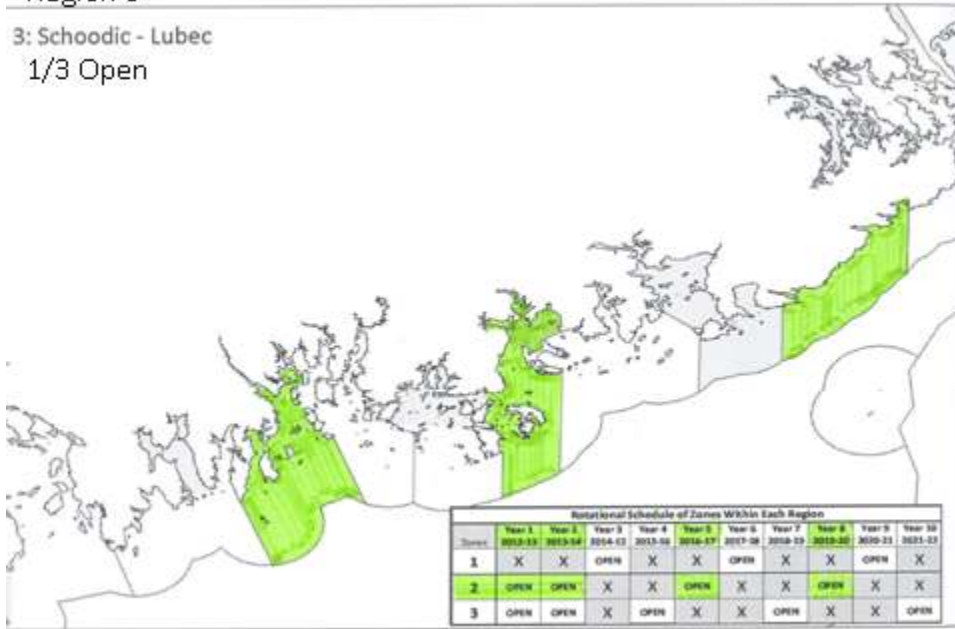 3: Schoodic - Lubec
1/3 Open
Rotational Schedule of Zones Within Each Region
Zones Year 1 Year 2 Year 3 Year 4 Year 5 Year 6 Year 7 Year 8 Year 9 Year 10
2012-13 2013-14 2014-15 2015-16 2016-17 2017-18 2018-19 2019-20 2020-21 2021-22
1 X X OPEN X X OPEN X X OPEN X
2 OPEN OPEN X X OPEN X X OPEN X X
3 OPEN OPEN X OPEN X X OPEN X X OPEN